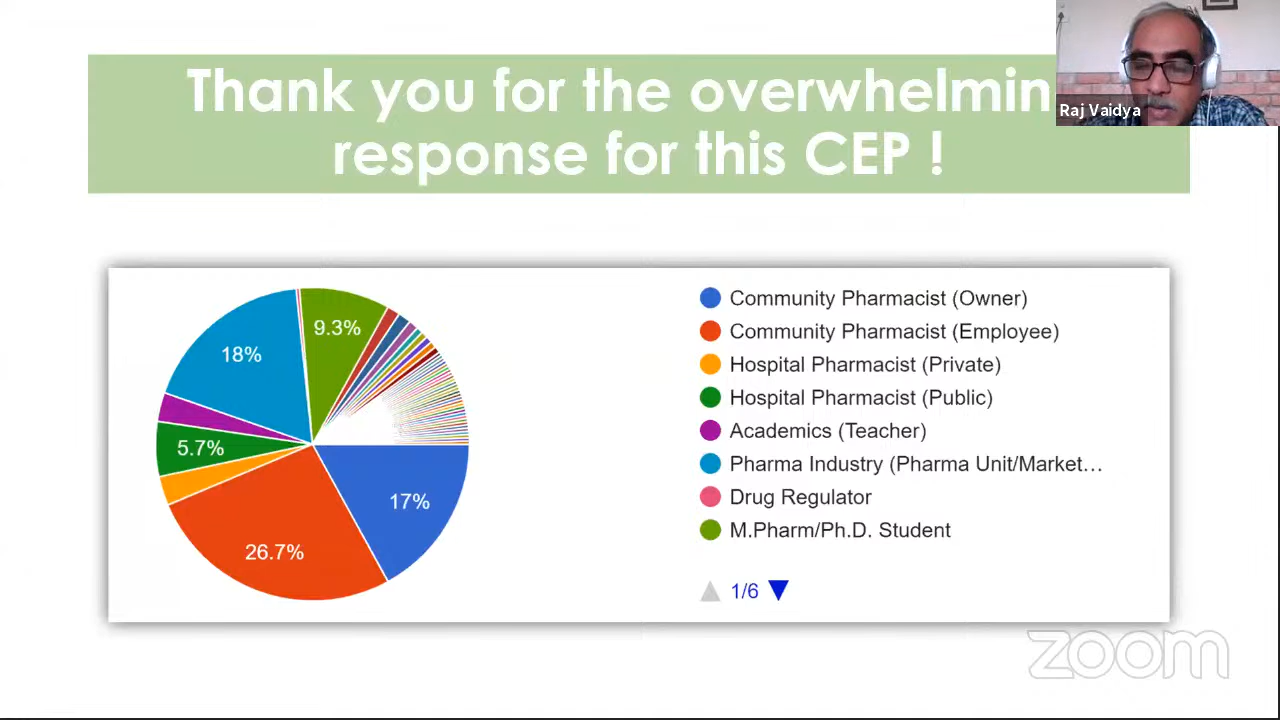 Thank you for the overwhelmin
response for this CEP !
Raj Vaidya
9.3%
18%
5.7%
17%
26.7%
Community Pharmacist (Owner)
Community Pharmacist (Employee)
Hospital Pharmacist (Private)
Hospital Pharmacist (Public)
Academics (Teacher)
Pharma Industry (Pharma Unit/Market…
Drug Regulator
M.Pharm/Ph.D. Student
1/6
zoom